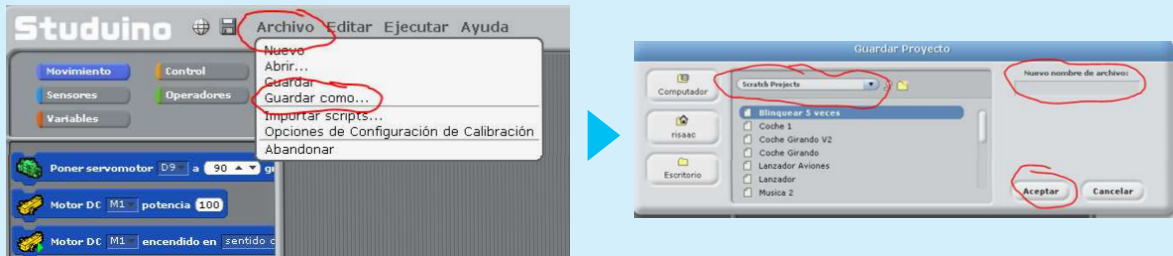 Studuino
Archivo Editar Ejecutar Ayuda
Nuevo
Abrir...
Guardar
Guardar como...
Importar scripts...
Opciones de Configuración de Calibración
Abandonar
Movimiento
Control
Sensores
Operadores
Variables
Poner servomotor D9 a 90
Motor DC M1 potencia 100
Motor DC M1 encendido en sentido
Guardar Proyecto
Computador
risaac
Escritorio
Scratch Projects
Blinquear 5 veces
Coche 1
Coche Girando V2
Coche Girando
Lanzador Aviones
Lanzador
Musica 2
Nuevo nombre de archivo:
Aceptar
Cancelar